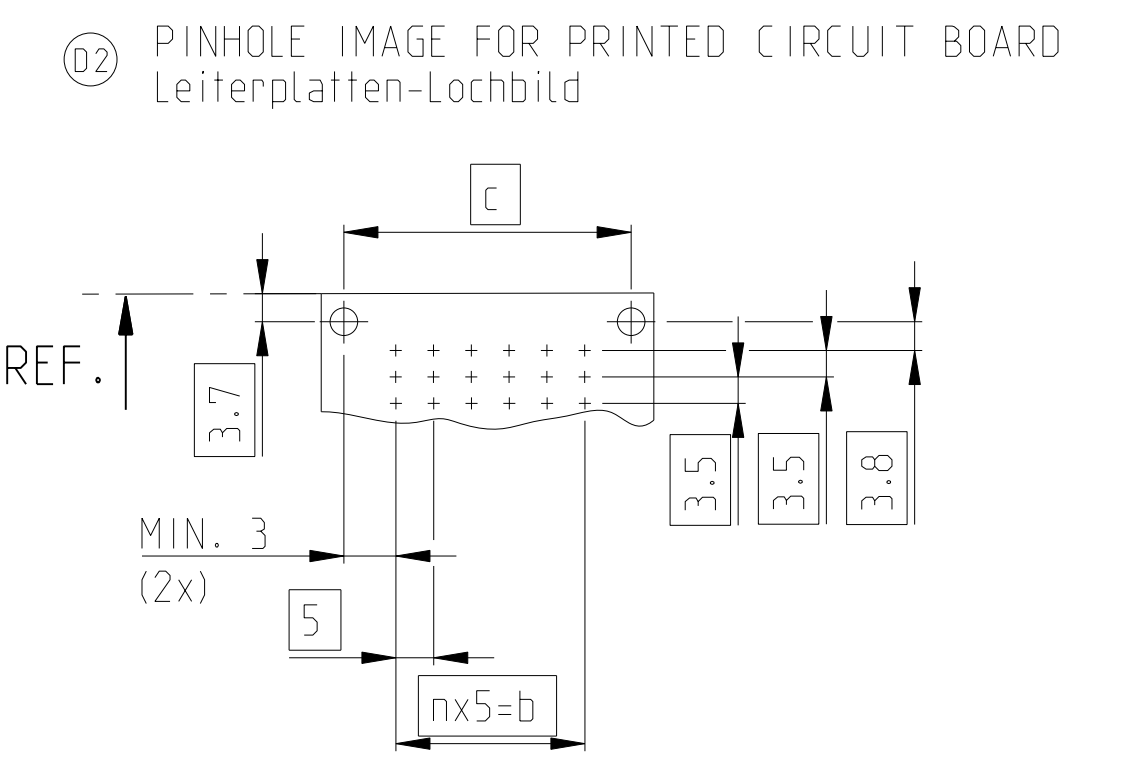 D2 PINHOLE IMAGE FOR PRINTED CIRCUIT BOARD
Leiterplatten-Lochbild
c
REF.
3.7
3.5
3.5
3.8
MIN. 3
(2x)
5
nx5=b